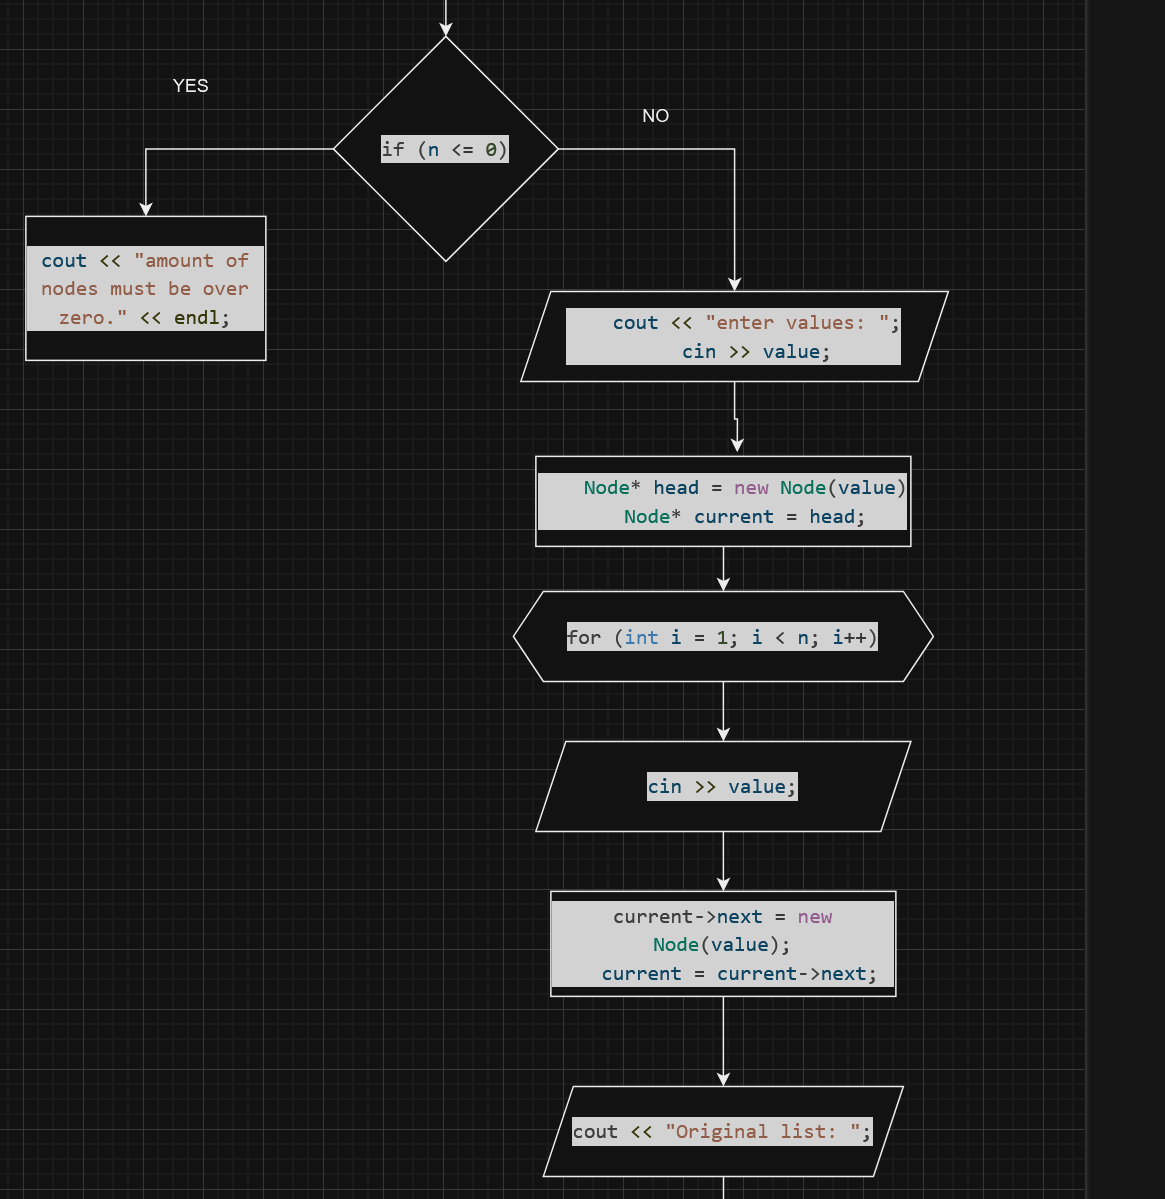 YES
if (n <= 0)
NO
cout << "amount of
nodes must be over
zero." << endl;
cout << "enter values: ";
cin >> value;
Node* head = new Node(value)
Node* current = head;
for (int i = 1; i < n; i++)
cin >> value;
current->next = new
Node(value);
current = current->next;
cout << "Original list: ";